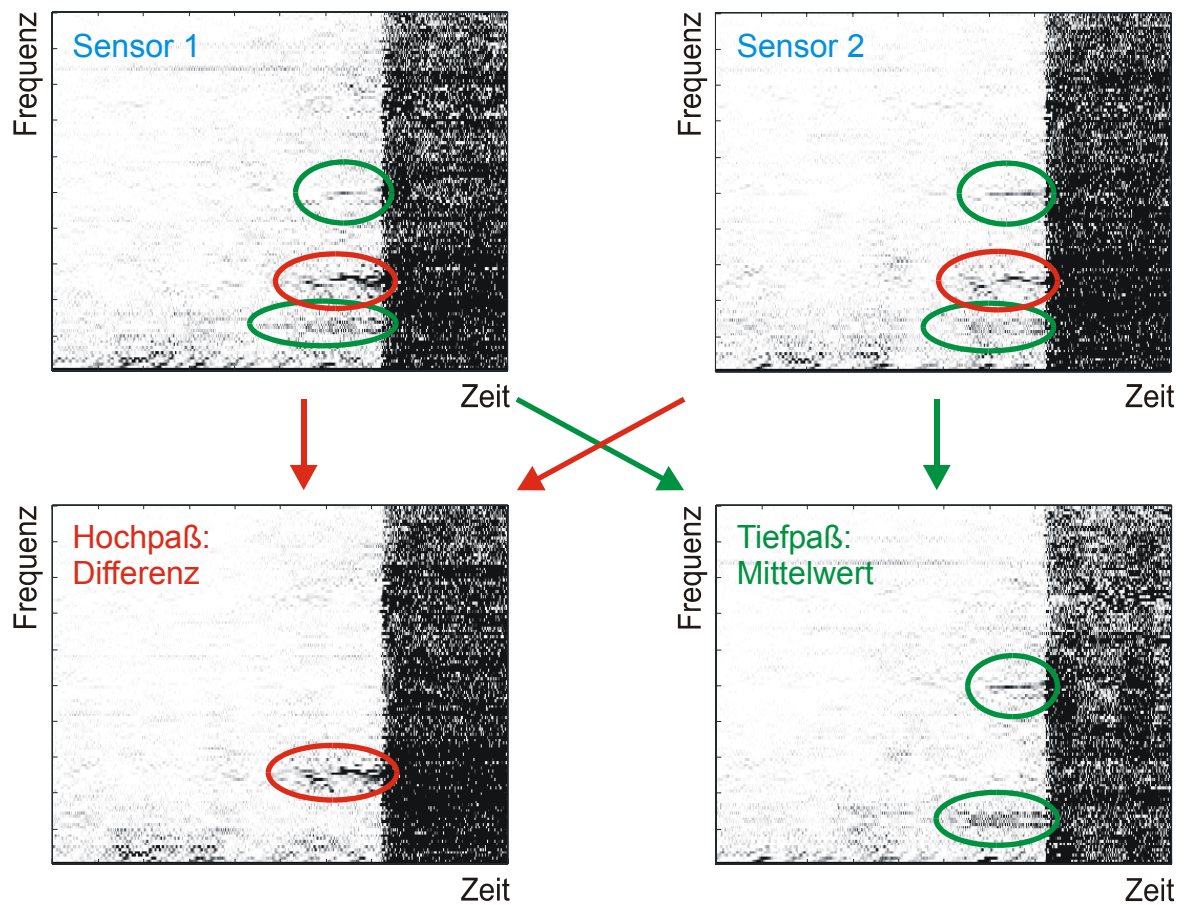 Frequenz
Sensor 1
Zeit
Frequenz
Sensor 2
Zeit
Frequenz
Hochpaß:
Differenz
Zeit
Frequenz
Tiefpaß:
Mittelwert
Zeit